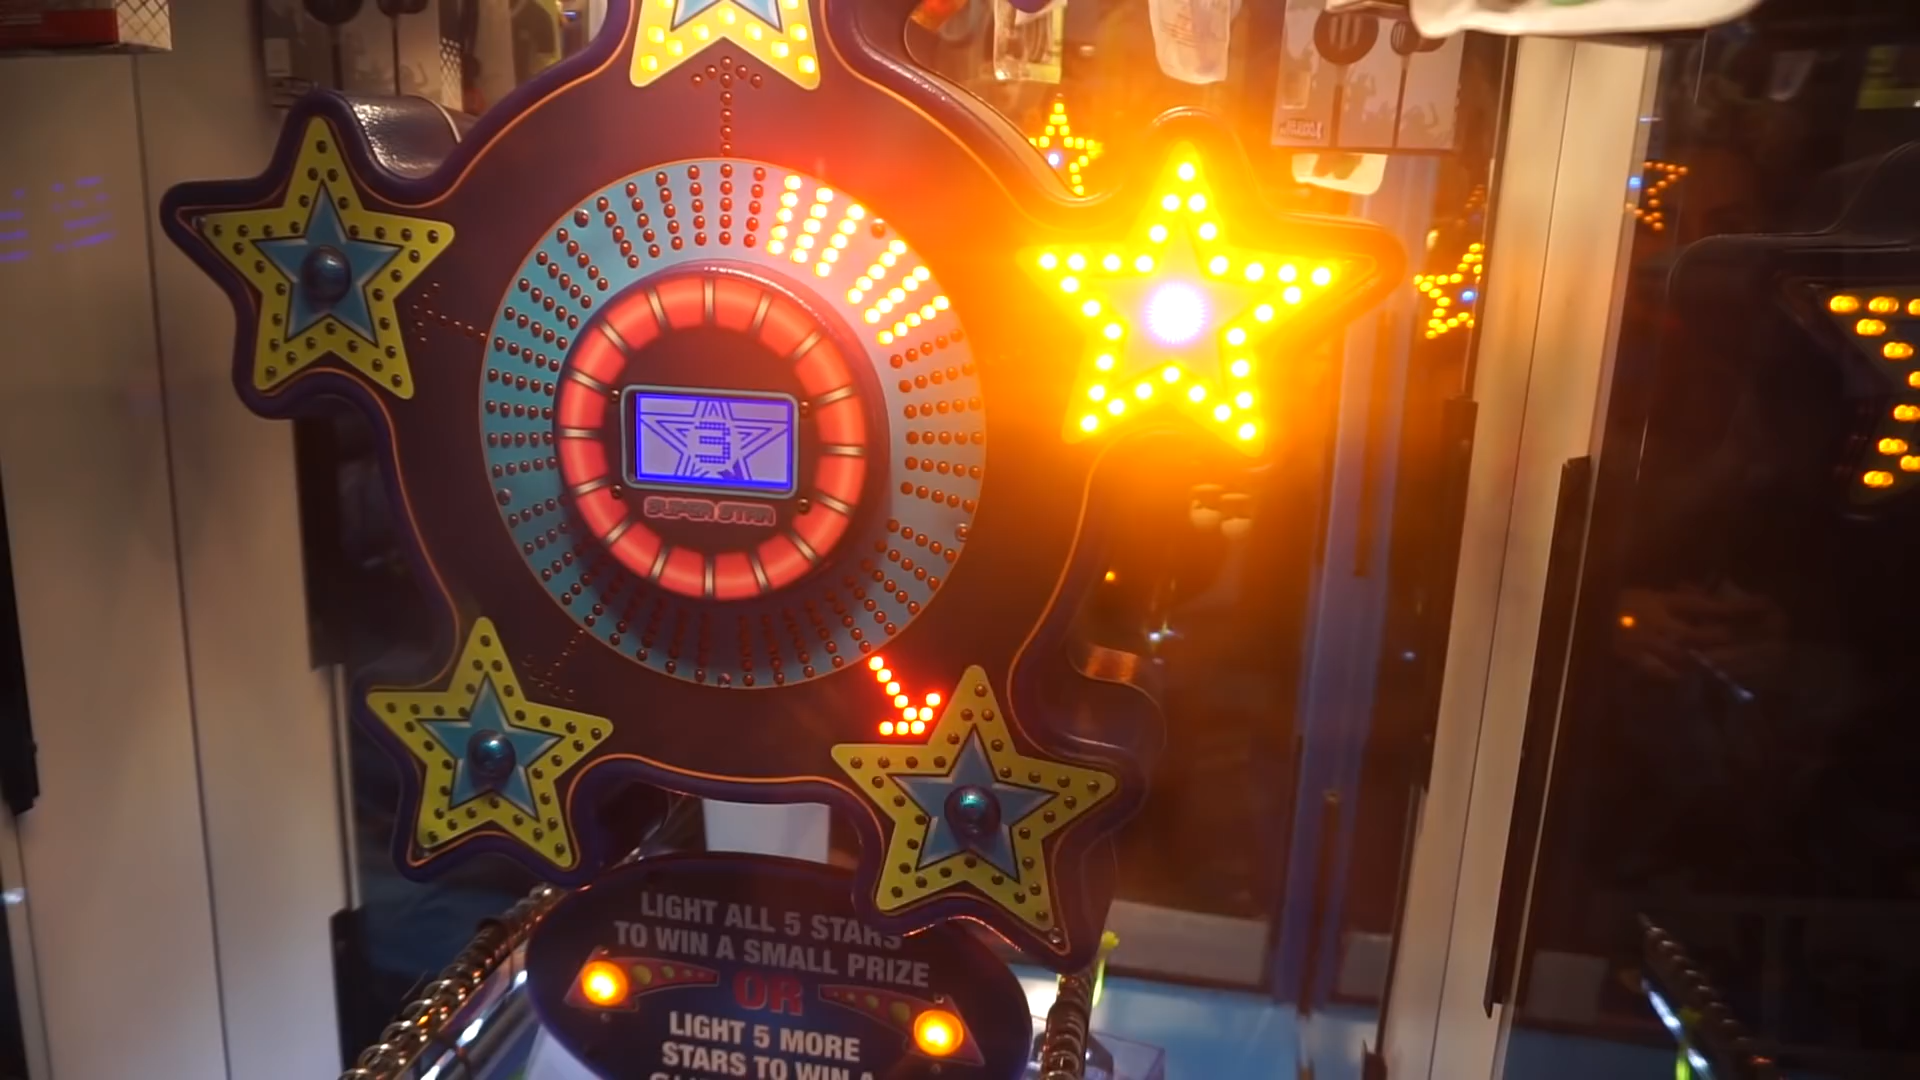 3
SUPER STAR
LIGHT ALL 5 STARS
TO WIN A SMALL PRIZE
OR
LIGHT 5 MORE
STARS TO WIN A